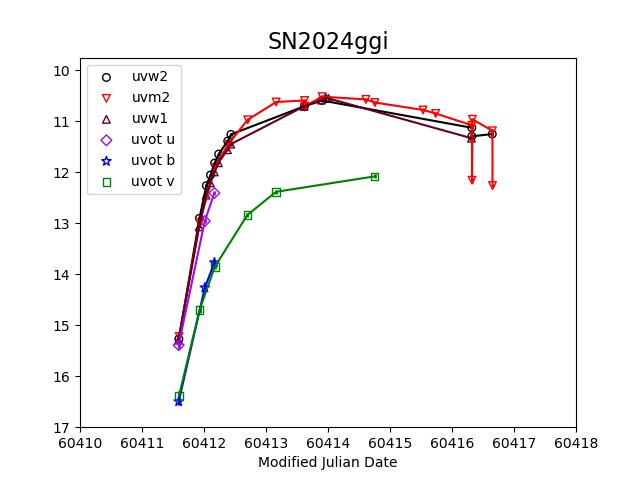 SN2024ggi
uvw2
uvm2
uvw1
uvot u
uvot b
uvot v
10
11
12
13
14
15
16
17
60410 60411 60412 60413 60414 60415 60416 60417 60418
Modified Julian Date